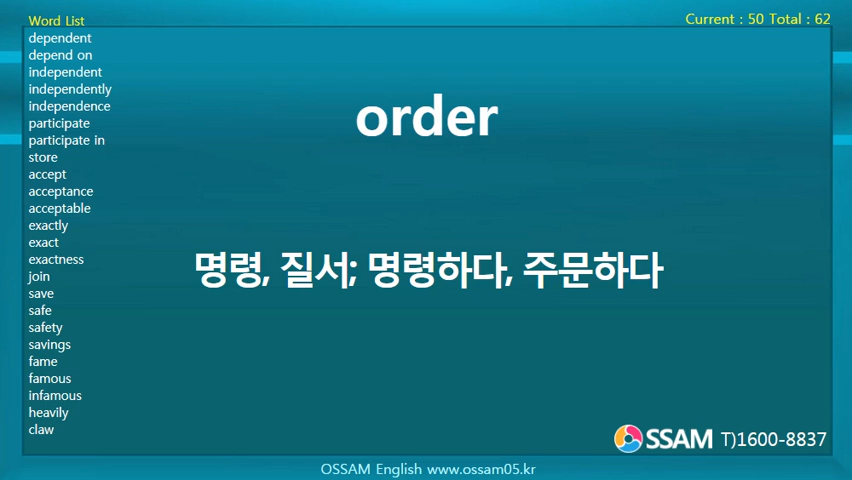 Word List
Current : 50 Total : 62
dependent
depend on
independent
independently
independence
participate
participate in
store
accept
acceptance
acceptable
exactly
exact
exactness
join
save
safe
safety
savings
fame
famous
infamous
heavily
claw
order
명령, 질서; 명령하다, 주문하다
OSSAM T)1600-8837
OSSAM English www.ossam05.kr